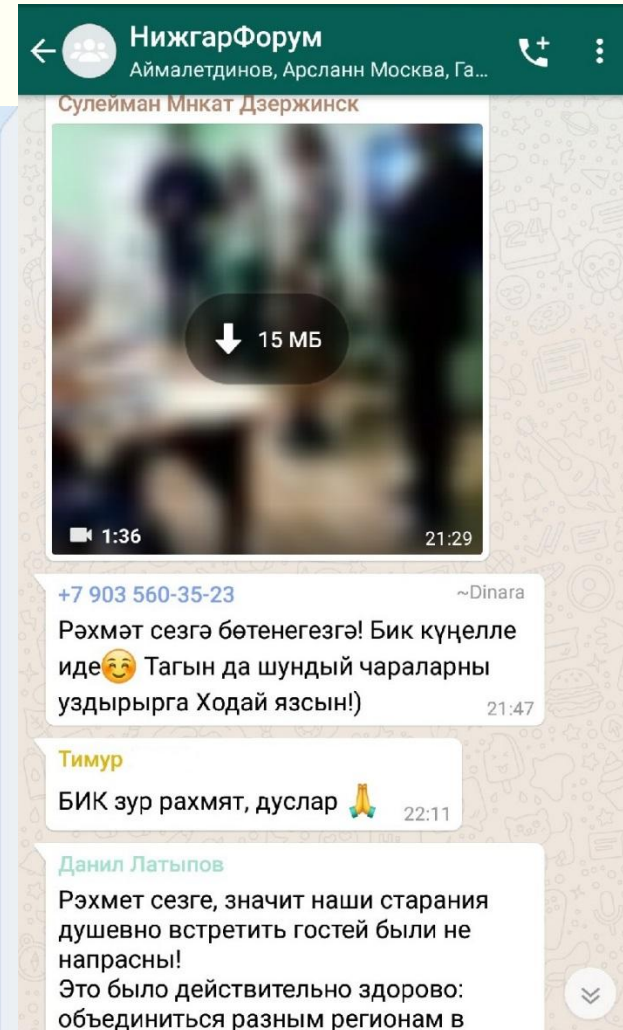 НижгарФорум
Аймалетдинов, Арсланн Москва, Га...
Сулейман Мнкат Дзержинск
15 МБ
1:36
21:29
+7 903 560-35-23 ~Dinara
Рәхмәт сезгә бөтенегезгә! Бик күңелле
иде😊 Тагын да шундый чараларны
уздырырга Ходай язсын!)
21:47
Тимур
БИК зур рахмят, дуслар 🙏
22:11
Данил Латыпов
Рэхмет сезге, значит наши старания
душевно встретить гостей были не
напрасны!
Это было действительно здорово:
объединиться разным регионам в